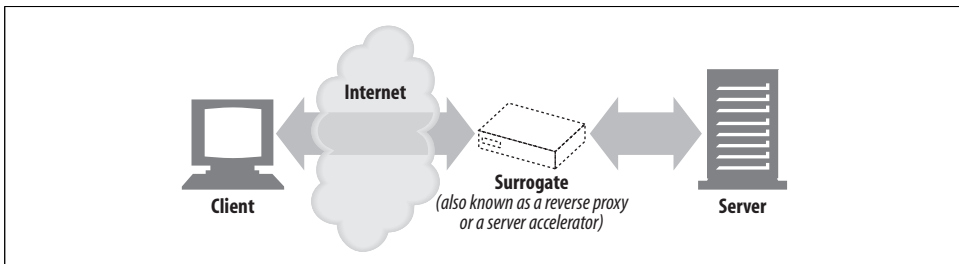 Internet
Client
Surrogate
(also known as a reverse proxy
or a server accelerator)
Server